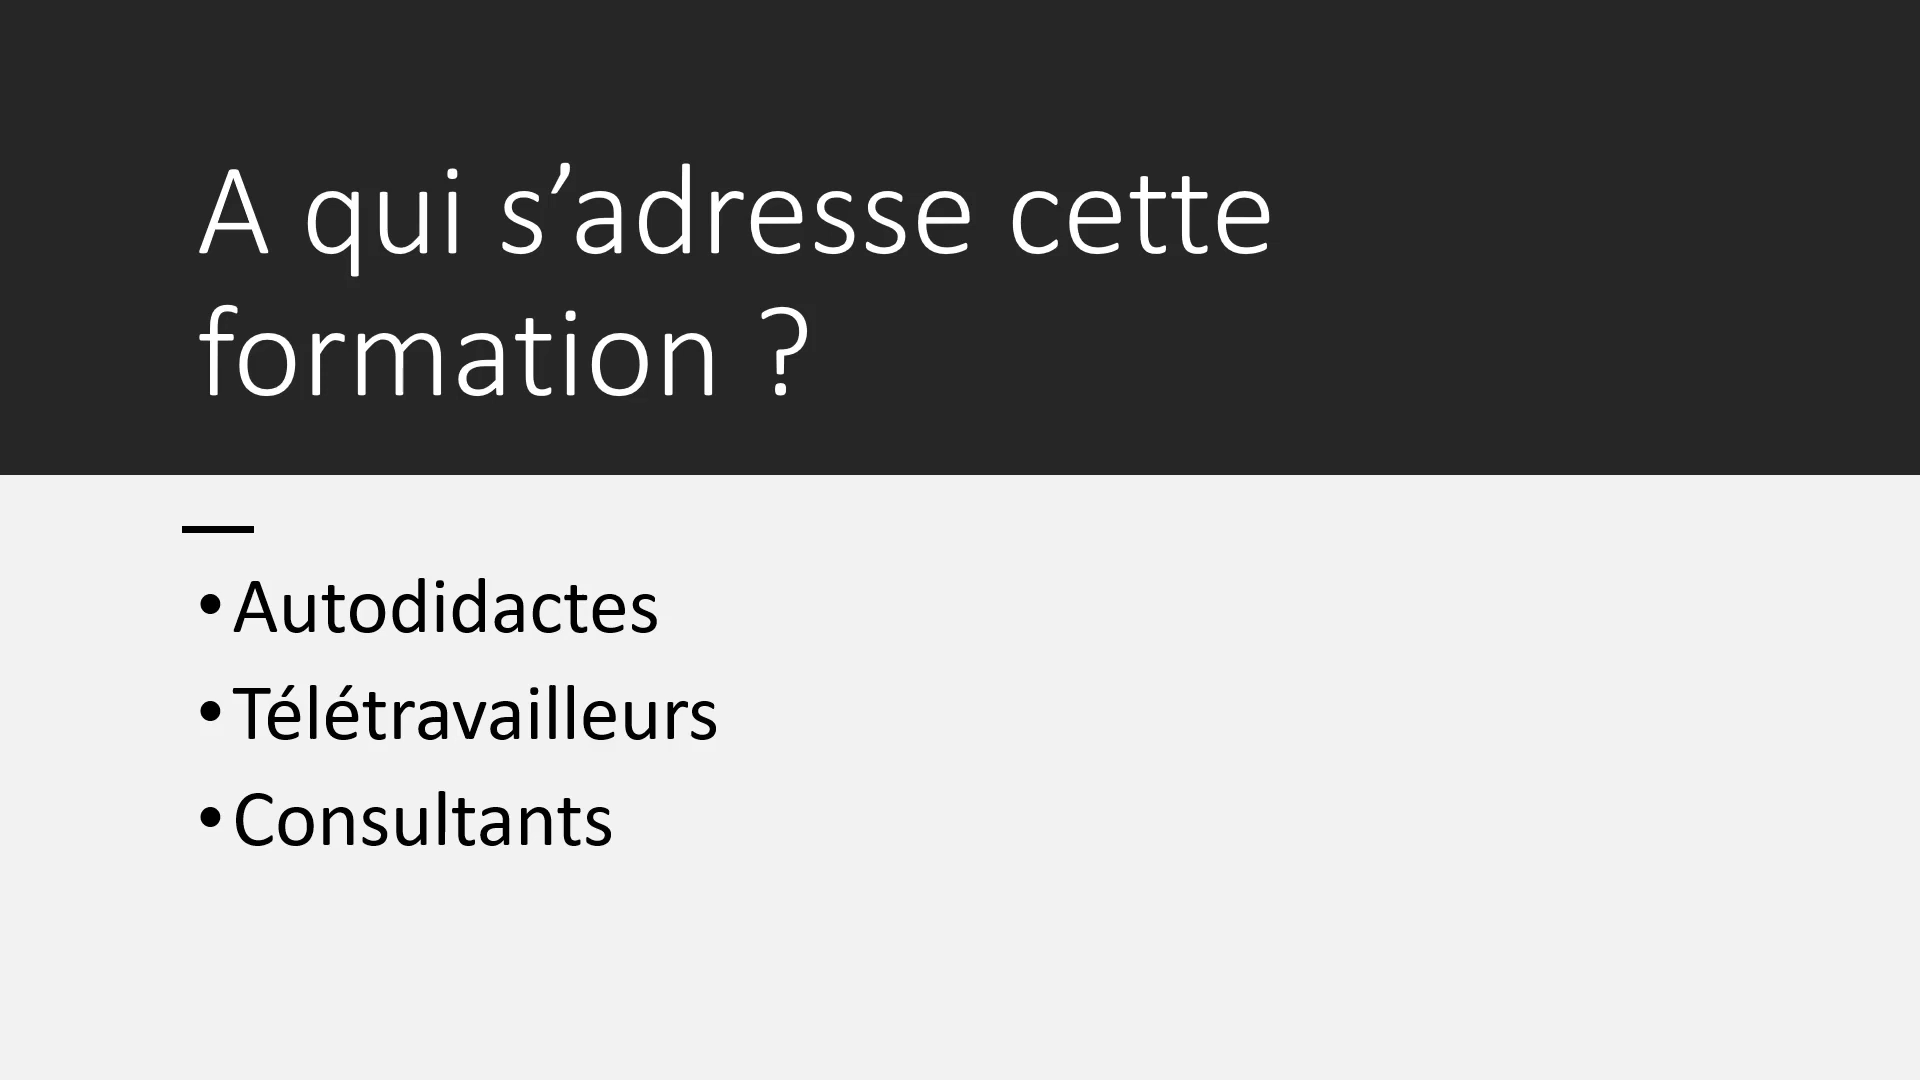 A qui s’adresse cette
formation ?
•Autodidactes
•Télétravailleurs
•Consultants